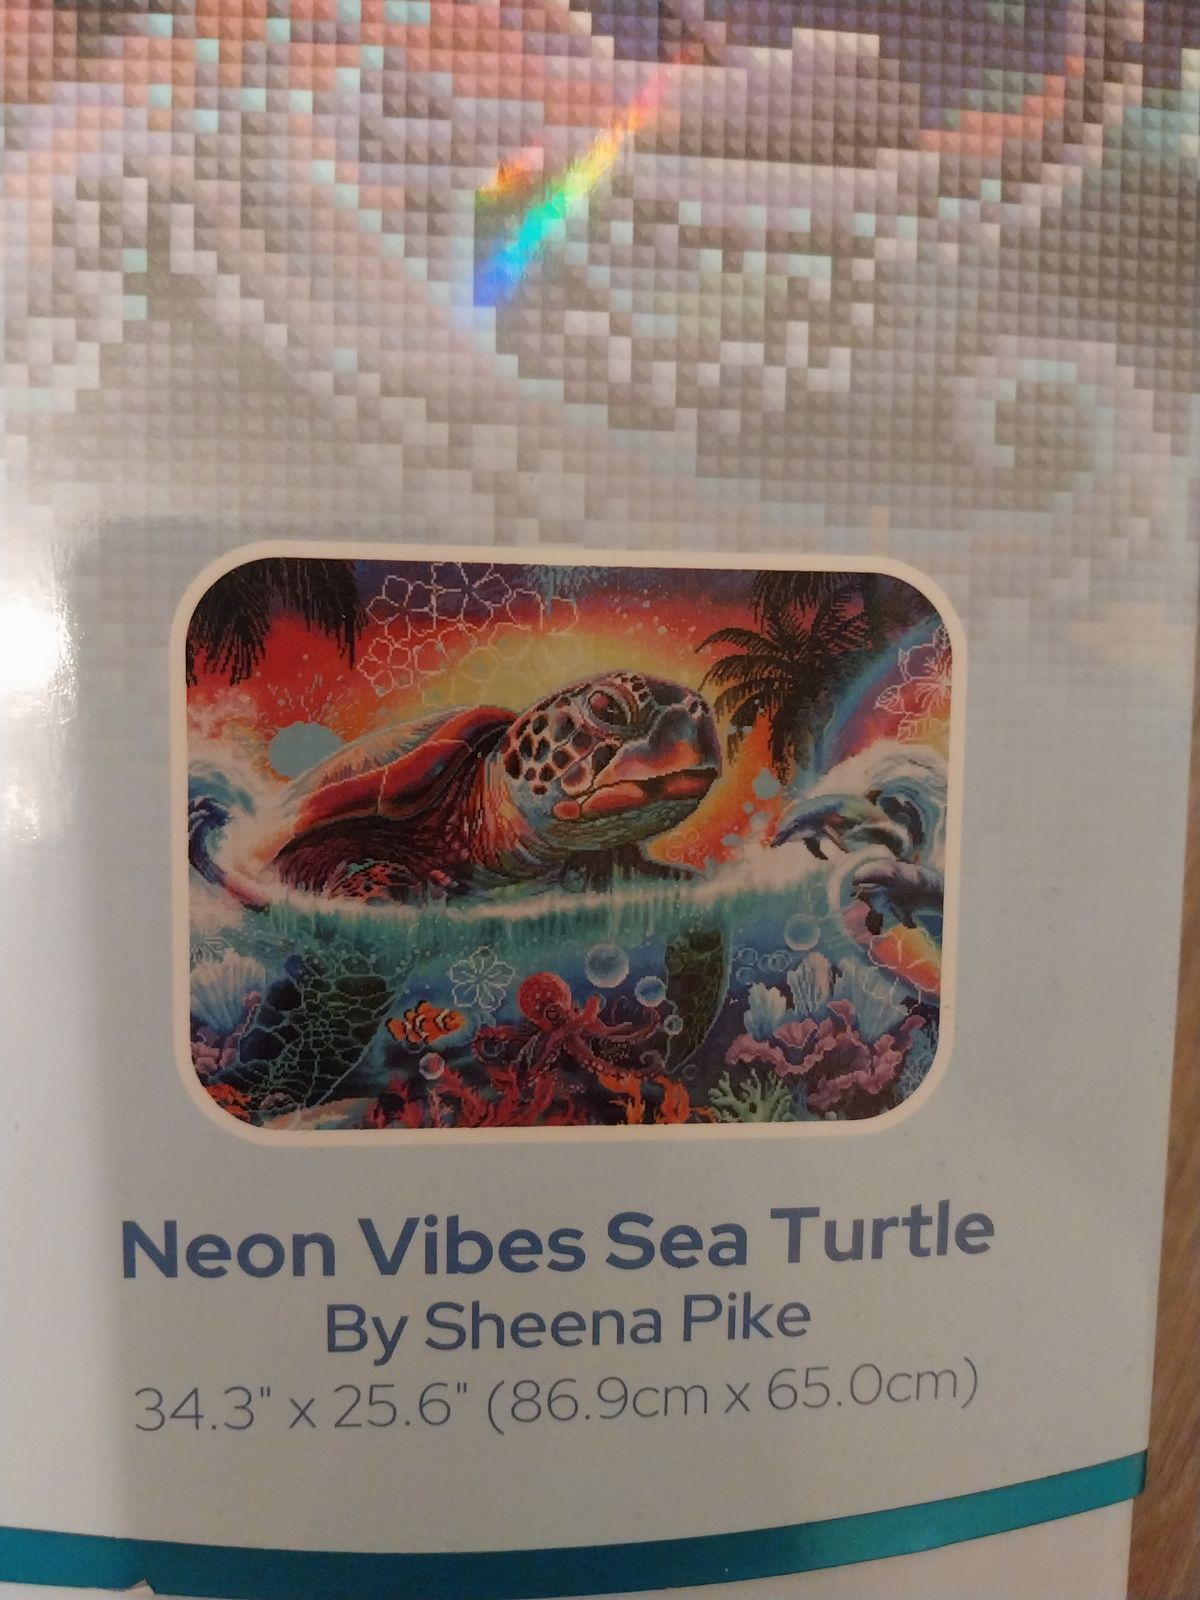 Neon Vibes Sea Turtle
By Sheena Pike
34.3" x 25.6" (86.9cm x 65.0cm)